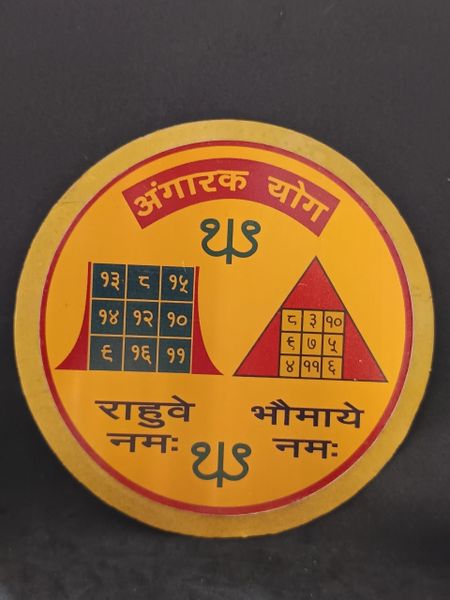 अंगारक योग
१३ ८ १५
१४ १२ १०
९ १६ ११
८ ३ १०
९ ७ ५
४ ११ ६
राहुवे
नमः
भौमाये
नमः